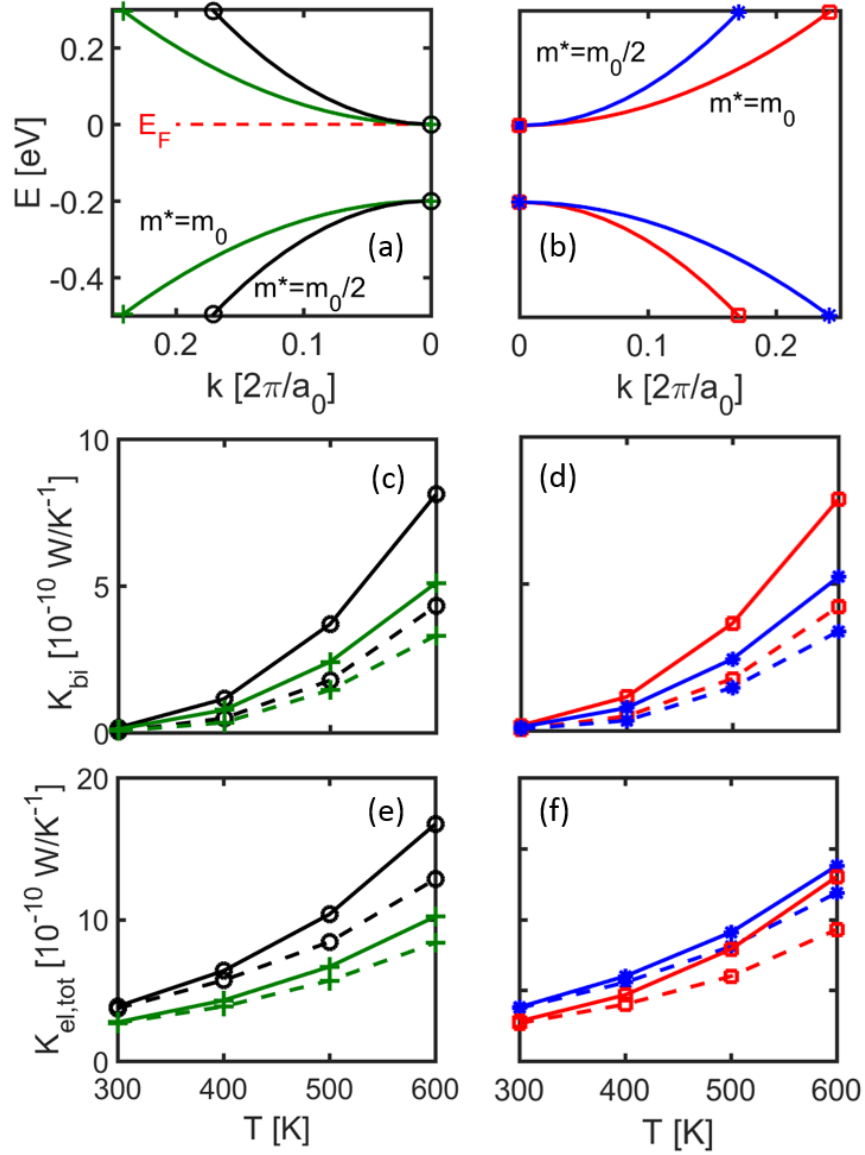 0.2
0
-0.2
-0.4
E [eV]
E_F
m*=m_0
m*=m_0/2
(a)
0.2
0.1
0
k [2π/a_0]
m*=m_0/2
m*=m_0
(b)
0
0.1
0.2
k [2π/a_0]
10
5
0
K_bi [10^-10 W/K^-1]
(c)
(d)
20
10
0
K_el,tot [10^-10 W/K^-1]
(e)
300
400
500
600
T [K]
(f)
300
400
500
600
T [K]